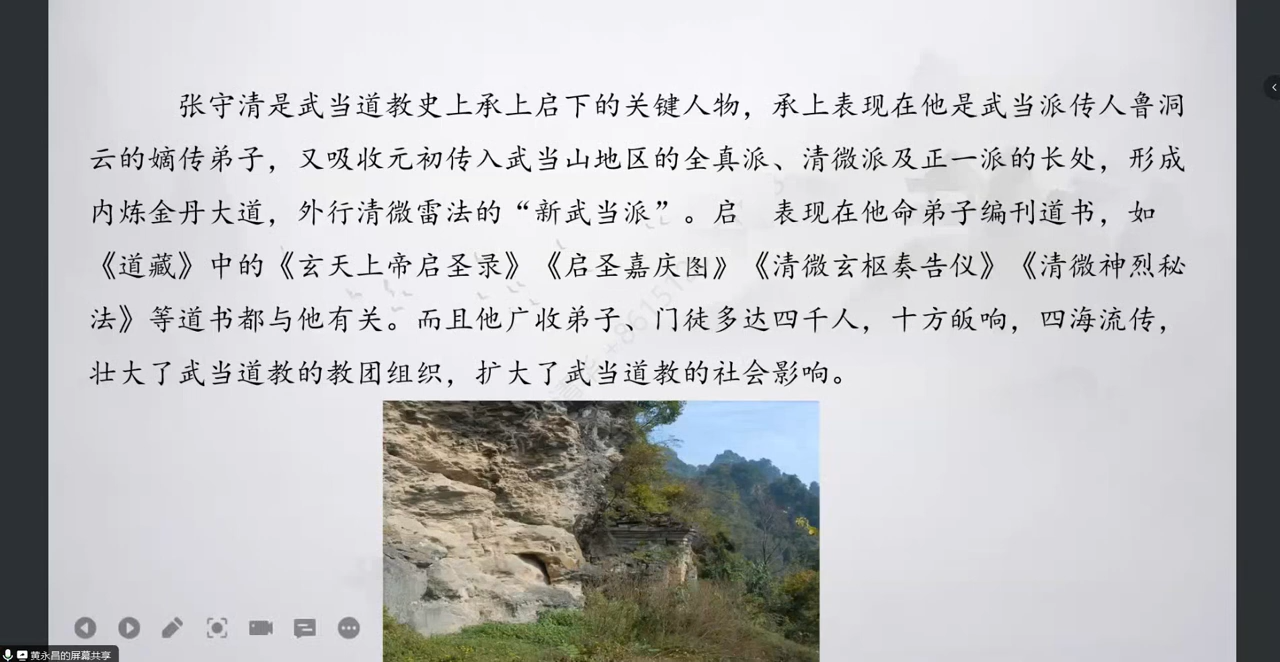 张守清是武当道教史上承上启下的关键人物，承上表现在他是武当派传人鲁洞
云的嫡传弟子，又吸收元初传入武当山地区的全真派、清微派及正一派的长处，形成
内炼金丹大道，外行清微雷法的“新武当派”。启　表现在他命弟子编刊道书，如
《道藏》中的《玄天上帝启圣录》《启圣嘉庆图》《清微玄枢奏告仪》《清微神烈秘
法》等道书都与他有关。而且他广收弟子、门徒多达四千人，十方皈响，四海流传，
壮大了武当道教的教团组织，扩大了武当道教的社会影响。
黄永昌的屏幕共享